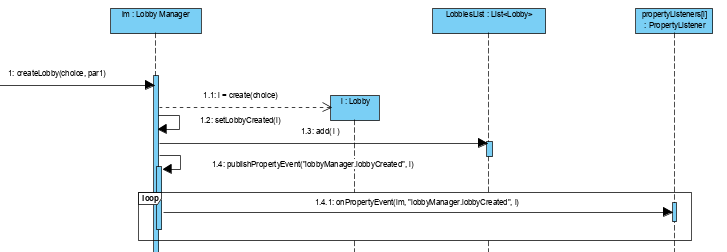 lm : Lobby Manager
LobbiesList : List<Lobby>
propertyListeners[i]
: PropertyListener
1: createLobby(choice, par1)
1.1: l = create(choice)
l : Lobby
1.2: setLobbyCreated(l)
1.3: add(l )
1.4: publishPropertyEvent("lobbyManager.lobbyCreated", l)
loop
1.4.1: onPropertyEvent(lm, "lobbyManager.lobbyCreated", l)